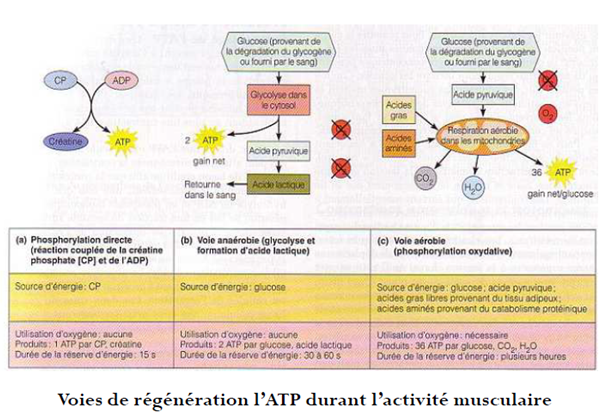 CP
ADP
Créatine
ATP
Glucose (provenant de
la dégradation du glycogène
ou fourni par le sang)
Glycolyse dans
le cytosol
2
ATP
gain net
Acide pyruvique
Retourne
dans le sang
Acide lactique
Glucose (provenant de
la dégradation du glycogène
ou fourni par le sang)
Acide pyruvique
O₂
Acides
gras
Acides
aminés
Respiration aérobie
dans les mitochondries
CO₂
H₂O
36
ATP
gain net/glucose
(a) Phosphorylation directe
(réaction couplée de la créatine
phosphate [CP] et de l'ADP)
Source d'énergie : CP
Utilisation d'oxygène : aucune
Produits : 1 ATP par CP, créatine
Durée de la réserve d'énergie : 15 s
(b) Voie anaérobie (glycolyse et
formation d'acide lactique)
Source d'énergie : glucose
Utilisation d'oxygène : aucune
Produits : 2 ATP par glucose, acide lactique
Durée de la réserve d'énergie : 30 à 60 s
(c) Voie aérobie
(phosphorylation oxydative)
Source d'énergie : glucose ; acide pyruvique ;
acides gras libres provenant du tissu adipeux ;
acides aminés provenant du catabolisme protéinique
Utilisation d'oxygène : nécessaire
Produits : 36 ATP par glucose, CO₂, H₂O
Durée de la réserve d'énergie : plusieurs heures
Voies de régénération l'ATP durant l'activité musculaire